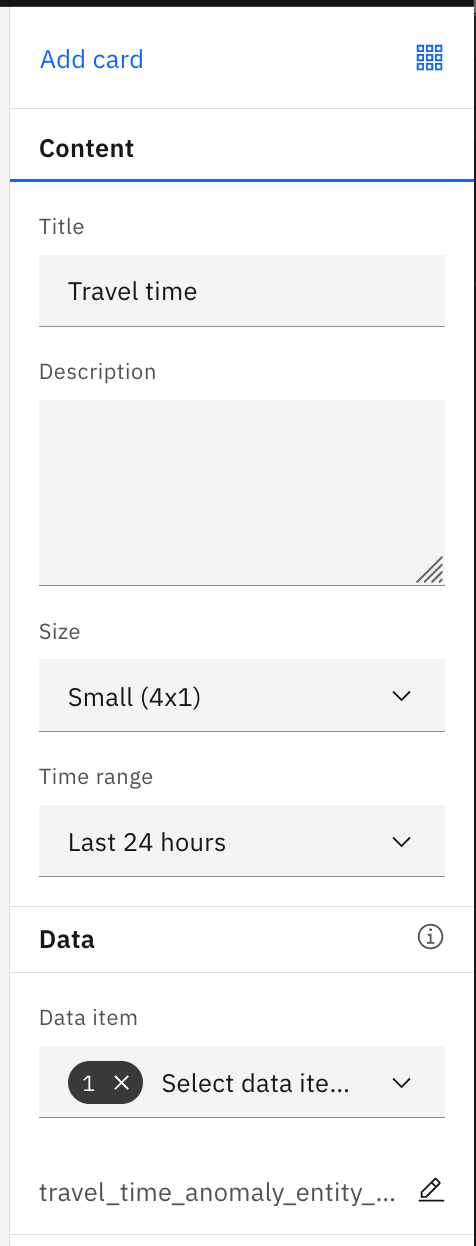 Add card
Content
Title
Travel time
Description
Size
Small (4x1)
Time range
Last 24 hours
Data
Data item
1 Select data ite...
travel_time_anomaly_entity_...